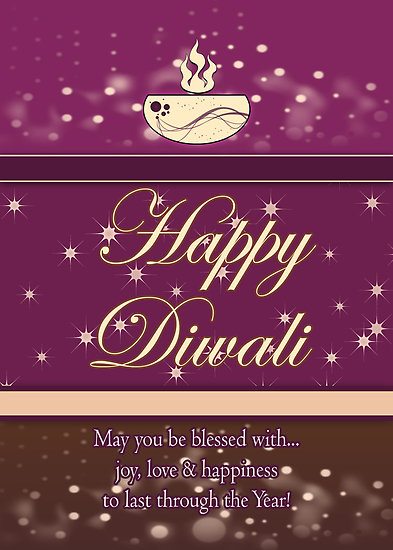 Happy
Diwali
May you be blessed with...
joy, love & happiness
to last through the Year!